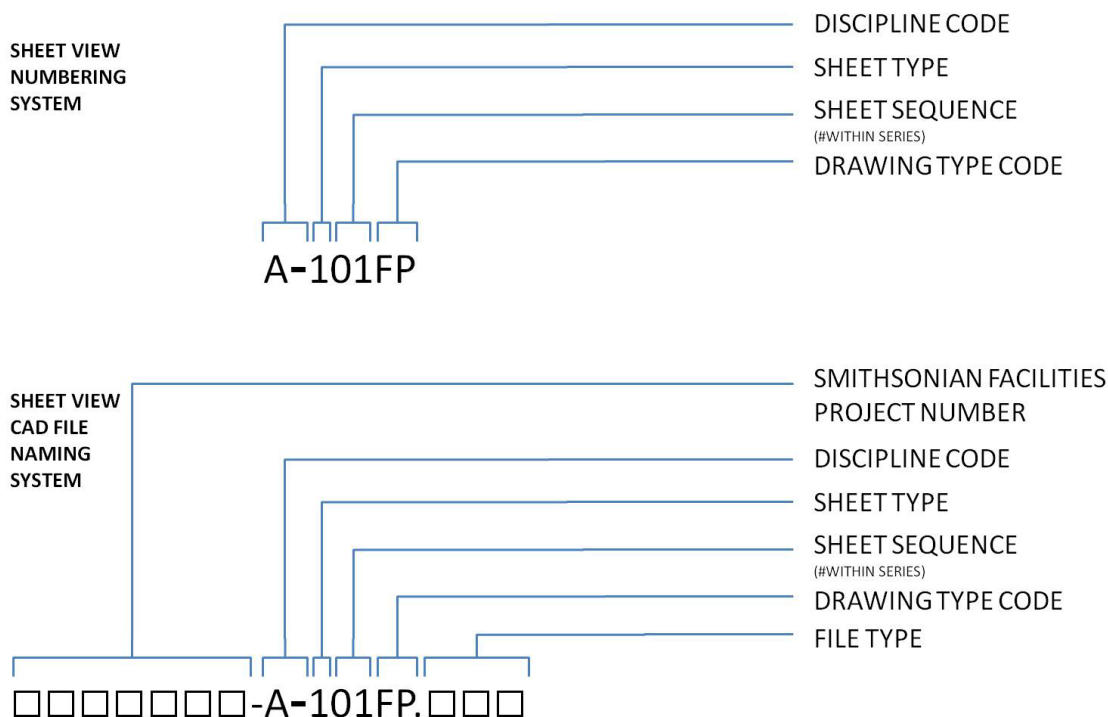 SHEET VIEW
NUMBERING
SYSTEM
DISCIPLINE CODE
SHEET TYPE
SHEET SEQUENCE
(#WITHIN SERIES)
DRAWING TYPE CODE
A-101FP
SHEET VIEW
CAD FILE
NAMING
SYSTEM
SMITHSONIAN FACILITIES
PROJECT NUMBER
DISCIPLINE CODE
SHEET TYPE
SHEET SEQUENCE
(#WITHIN SERIES)
DRAWING TYPE CODE
FILE TYPE
□□□□□□□-A-101FP.□□□